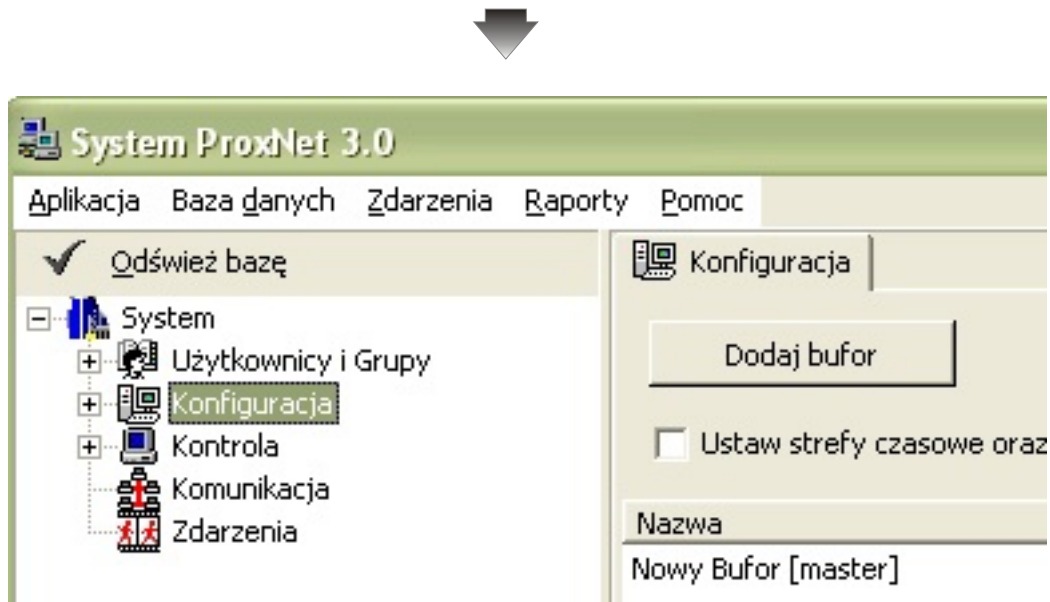 System ProxNet 3.0
Aplikacja Baza danych Zdarzenia Raporty Pomoc
Odśwież bazę
System
Użytkownicy i Grupy
Konfiguracja
Kontrola
Komunikacja
Zdarzenia
Konfiguracja
Dodaj bufor
Ustaw strefy czasowe oraz
Nazwa
Nowy Bufor [master]